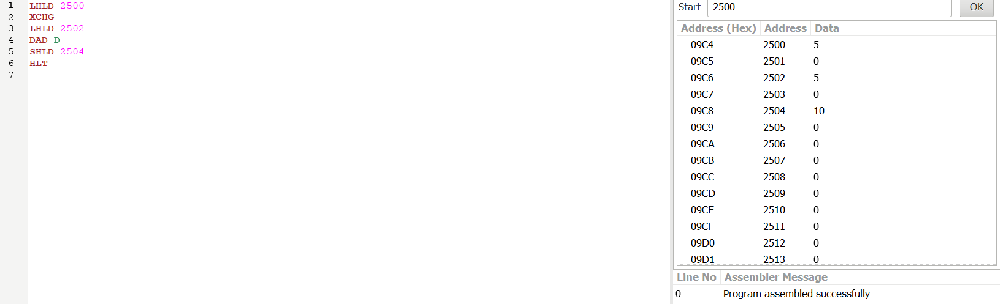 1 LHLD 2500
2 XCHG
3 LHLD 2502
4 DAD D
5 SHLD 2504
6 HLT
7
Start 2500 OK
Address (Hex) Address Data
09C4 2500 5
09C5 2501 0
09C6 2502 5
09C7 2503 0
09C8 2504 10
09C9 2505 0
09CA 2506 0
09CB 2507 0
09CC 2508 0
09CD 2509 0
09CE 2510 0
09CF 2511 0
09D0 2512 0
09D1 2513 0
Line No Assembler Message
0 Program assembled successfully